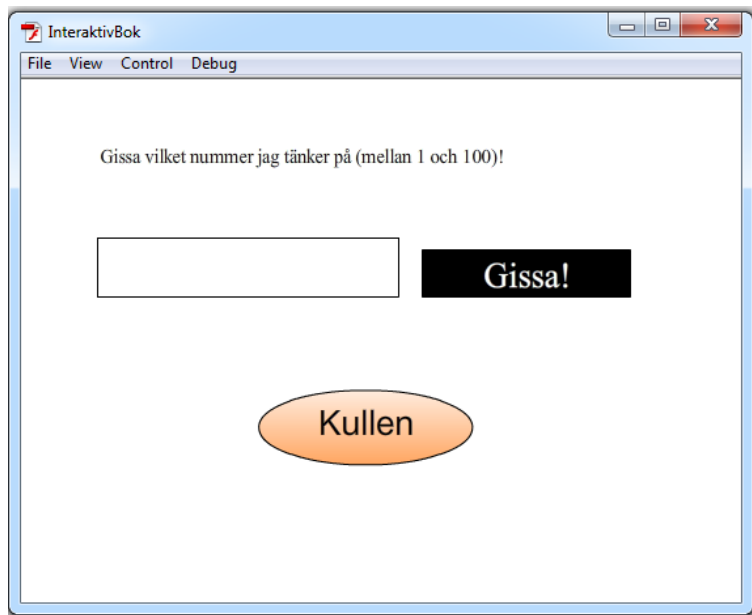 InteraktivBok
File View Control Debug
Gissa vilket nummer jag tänker på (mellan 1 och 100)!
Gissa!
Kullen